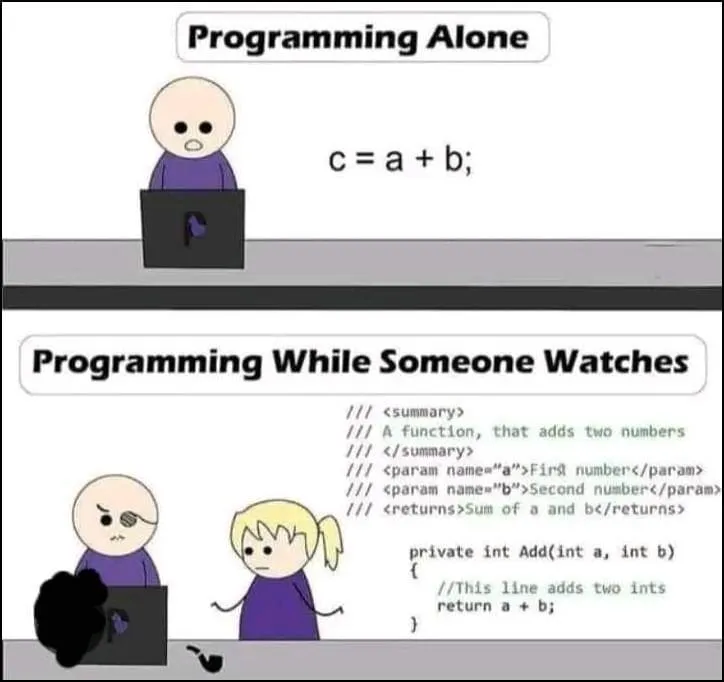 Programming Alone
c = a + b;
Programming While Someone Watches
/// <summary>
/// A function, that adds two numbers
/// </summary>
/// <param name="a">First number</param>
/// <param name="b">Second number</param>
/// <returns>Sum of a and b</returns>
private int Add(int a, int b)
{
//This line adds two ints
return a + b;
}